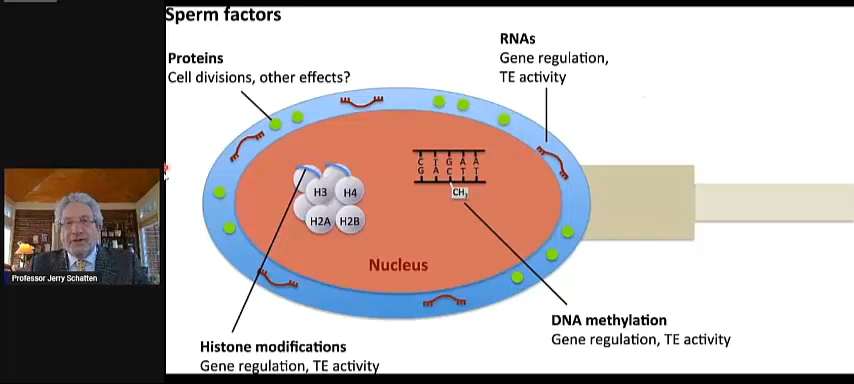 Sperm factors
RNAs
Gene regulation,
TE activity
Proteins
Cell divisions, other effects?
C T G A A
G A C T T
CH3
H3 H4
H2A H2B
Nucleus
Professor Jerry Schatten
DNA methylation
Gene regulation, TE activity
Histone modifications
Gene regulation, TE activity